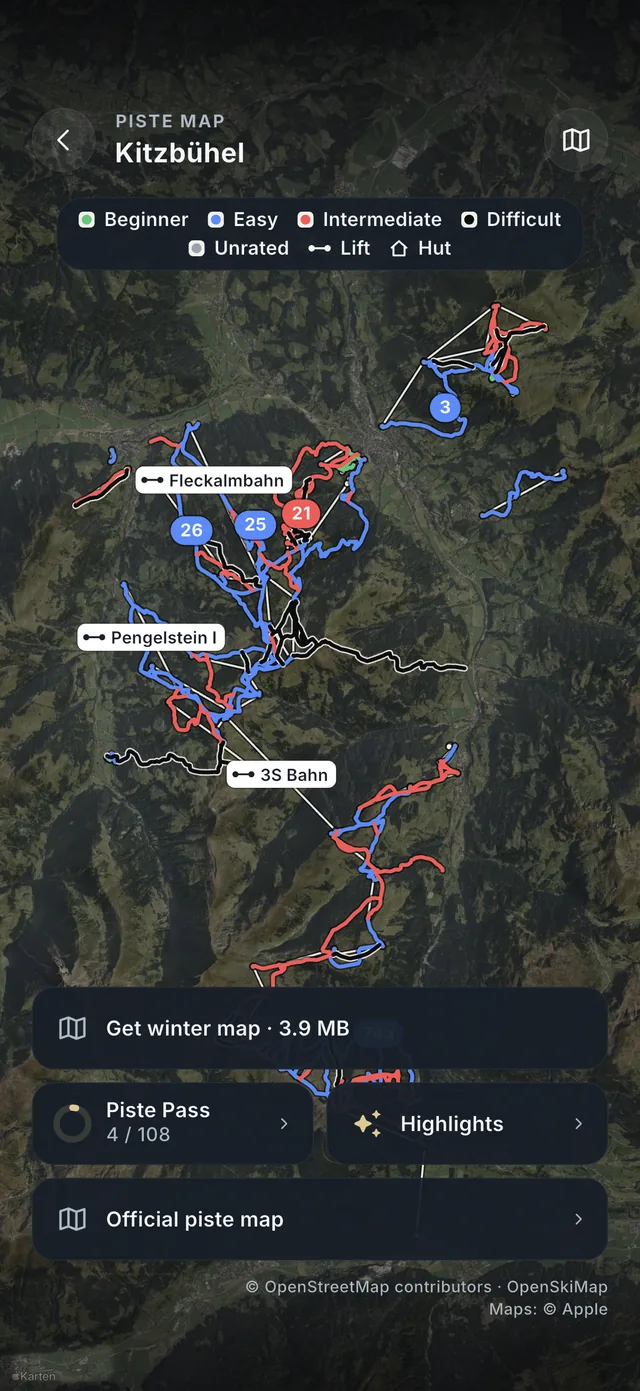 PISTE MAP
Kitzbühel
Beginner Easy Intermediate Difficult
Unrated Lift Hut
3
Fleckalmbahn
21
25
26
Pengelstein I
3S Bahn
Get winter map · 3.9 MB
Piste Pass
4 / 108
Highlights
Official piste map
© OpenStreetMap contributors · OpenSkiMap
Maps: © Apple
Karten